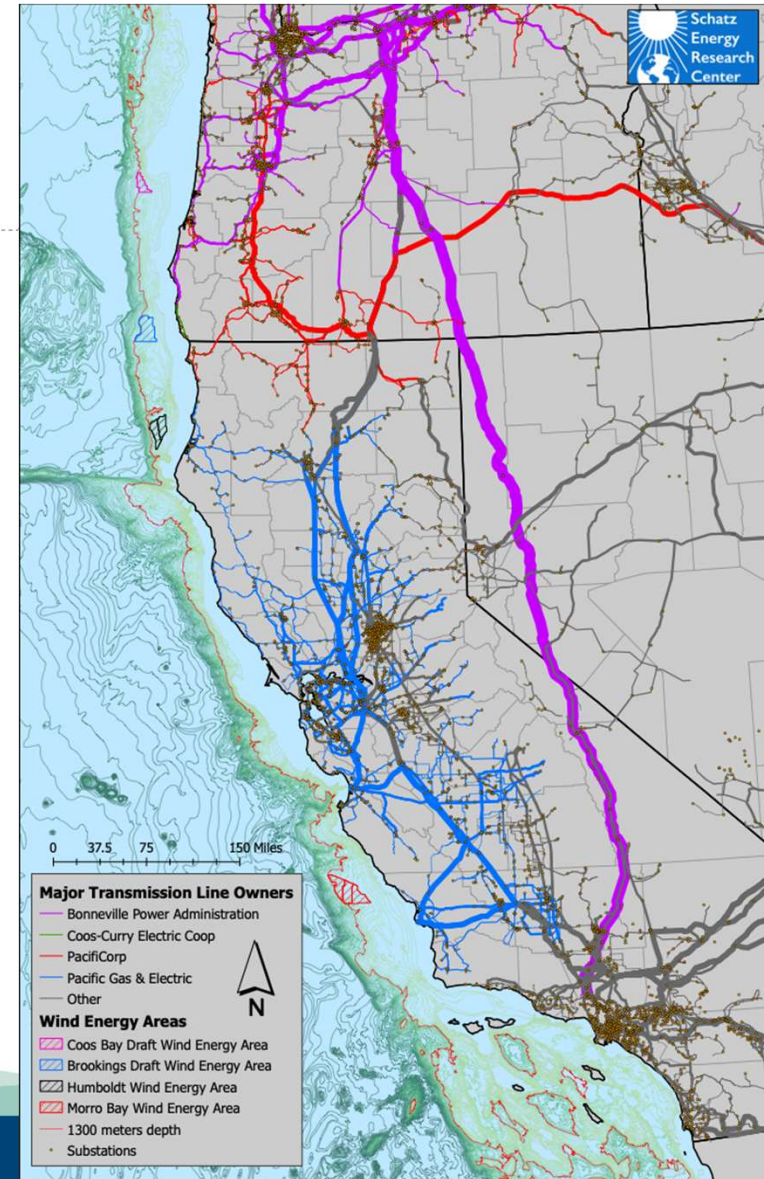 Schatz
Energy
Research
Center
0 37.5 75 150 Miles
Major Transmission Line Owners
Bonneville Power Administration
Coos-Curry Electric Coop
PacifiCorp
Pacific Gas & Electric
Other
N
Wind Energy Areas
Coos Bay Draft Wind Energy Area
Brookings Draft Wind Energy Area
Humboldt Wind Energy Area
Morro Bay Wind Energy Area
1300 meters depth
Substations